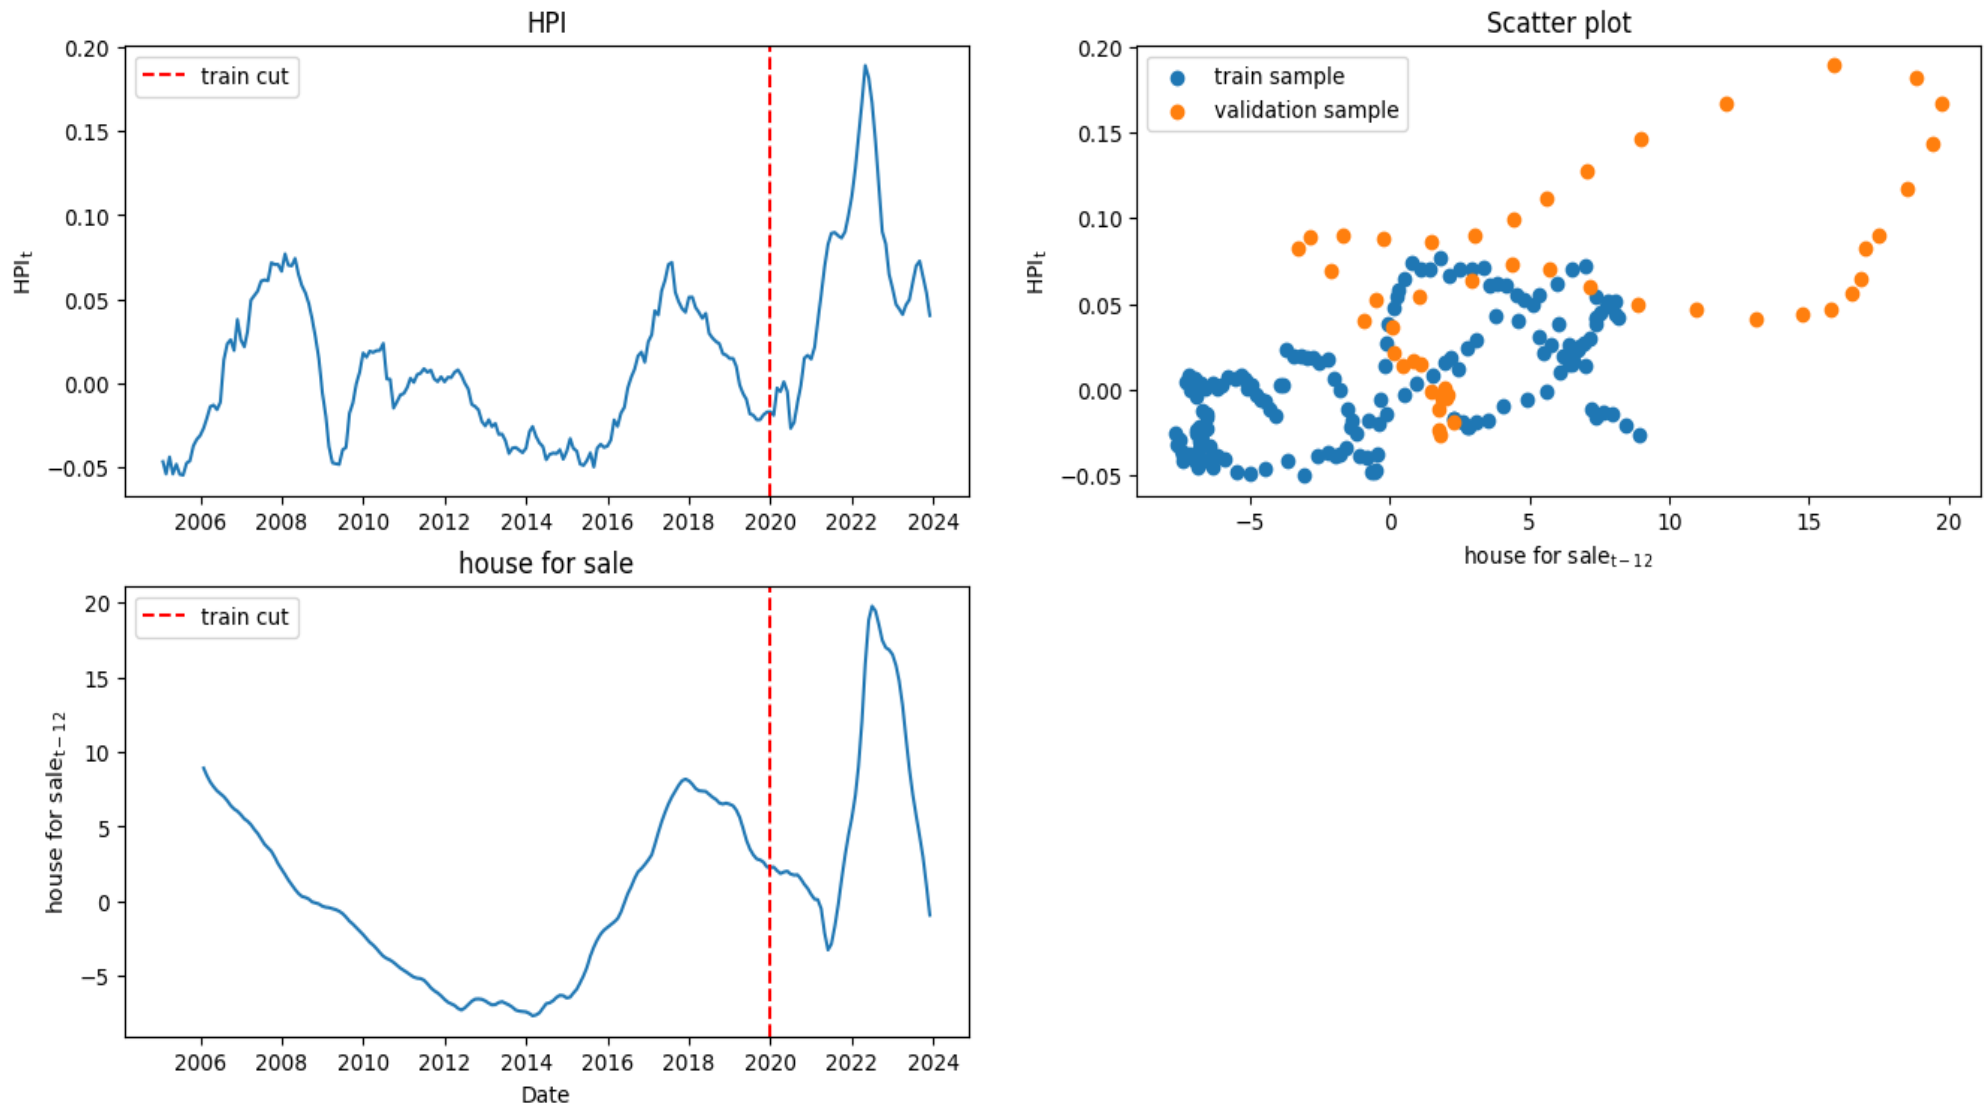 HPI
train cut
0.20
0.15
0.10
0.05
0.00
−0.05
HPIt
2006 2008 2010 2012 2014 2016 2018 2020 2022 2024
Scatter plot
train sample
validation sample
0.20
0.15
0.10
0.05
0.00
−0.05
HPIt
−5 0 5 10 15 20
house for salet−12
house for sale
train cut
20
15
10
5
0
−5
house for salet−12
2006 2008 2010 2012 2014 2016 2018 2020 2022 2024
Date